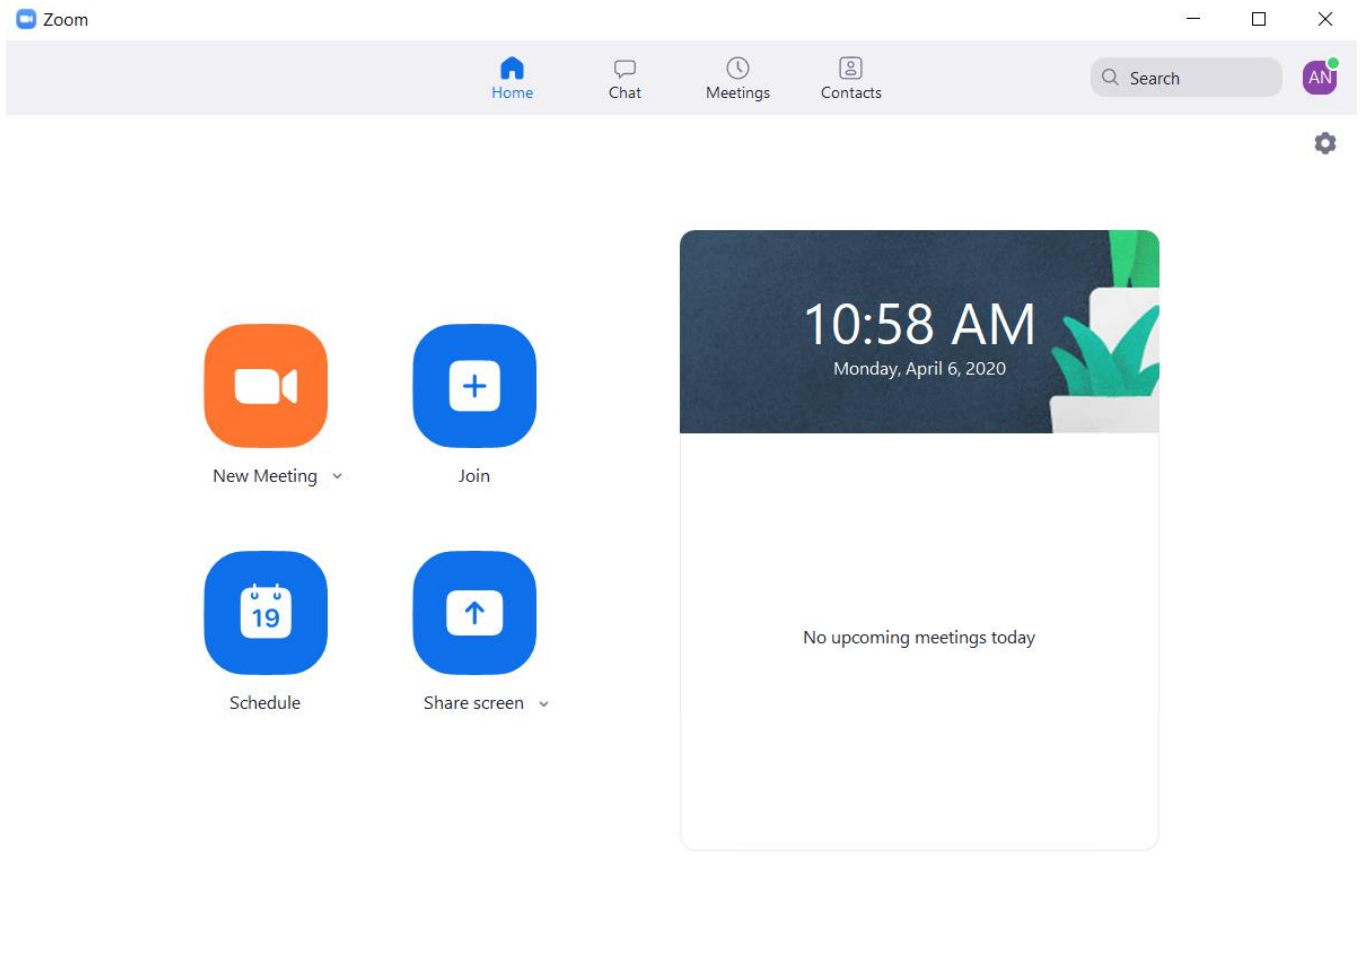 Zoom
Home Chat Meetings Contacts
Search
AN
10:58 AM
Monday, April 6, 2020
New Meeting
Join
19
Schedule
Share screen
No upcoming meetings today